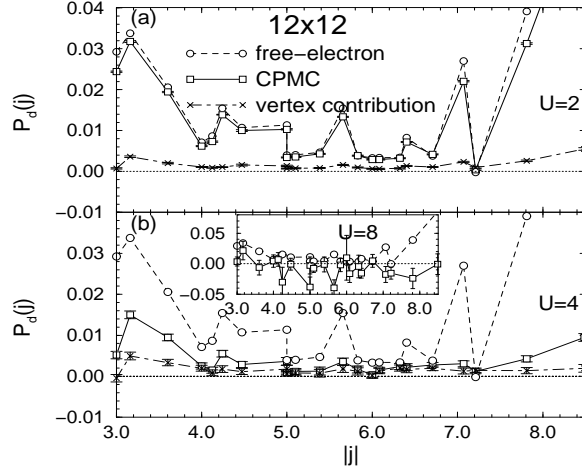 (a)
12x12
free−electron
CPMC
vertex contribution
U=2
P_d(j)
0.04
0.03
0.02
0.01
0.00
−0.01
(b)
U=8
0.05
0.00
−0.05
3.0 4.0 5.0 6.0 7.0 8.0
U=4
P_d(j)
0.04
0.03
0.02
0.01
0.00
−0.01
3.0 4.0 5.0 6.0 7.0 8.0
|j|